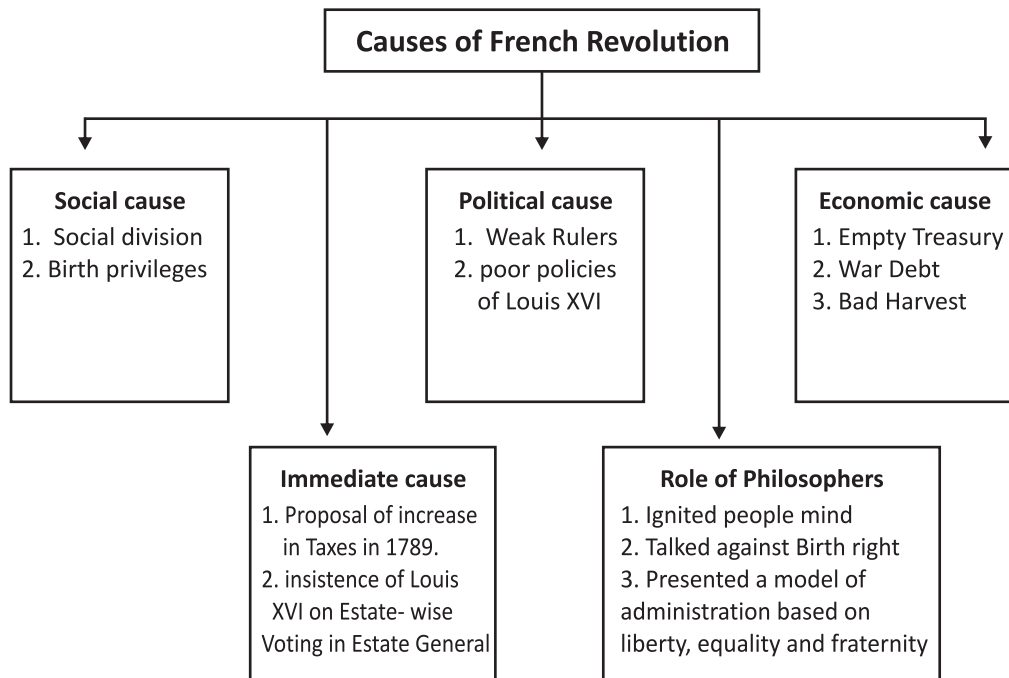 Causes of French Revolution
Social cause
1. Social division
2. Birth privileges
Political cause
1. Weak Rulers
2. poor policies
of Louis XVI
Economic cause
1. Empty Treasury
2. War Debt
3. Bad Harvest
Immediate cause
1. Proposal of increase
in Taxes in 1789.
2. insistence of Louis
XVI on Estate- wise
Voting in Estate General
Role of Philosophers
1. Ignited people mind
2. Talked against Birth right
3. Presented a model of
administration based on
liberty, equality and fraternity